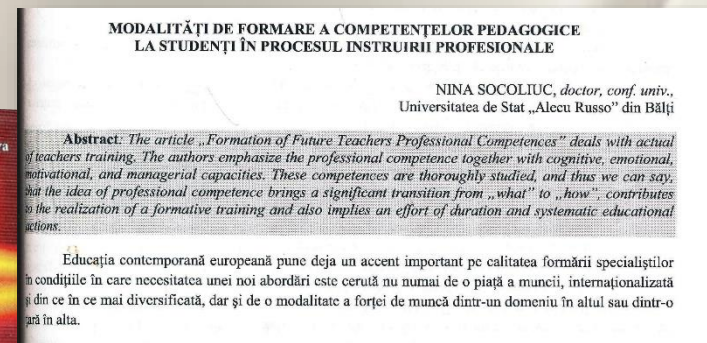 MODALITĂȚI DE FORMARE A COMPETENȚELOR PEDAGOGICE
LA STUDENȚI ÎN PROCESUL INSTRUIRII PROFESIONALE
NINA SOCOLIUC, doctor, conf. univ.,
Universitatea de Stat „Alecu Russo” din Bălți
Abstract: The article „Formation of Future Teachers Professional Competences” deals with actual
of teachers training. The authors emphasize the professional competence together with cognitive, emotional,
motivational, and managerial capacities. These competences are thoroughly studied, and thus we can say,
that the idea of professional competence brings a significant transition from „what” to „how”, contributes
to the realization of a formative training and also implies an effort of duration and systematic educational
actions.
Educația contemporană europeană pune deja un accent important pe calitatea formării specialiștilor
în condițiile în care necesitatea unei noi abordări este cerută nu numai de o piață a muncii, internaționalizată
și din ce în ce mai diversificată, dar și de o modalitate a forței de muncă dintr-un domeniu în altul sau dintr-o
țară în alta.